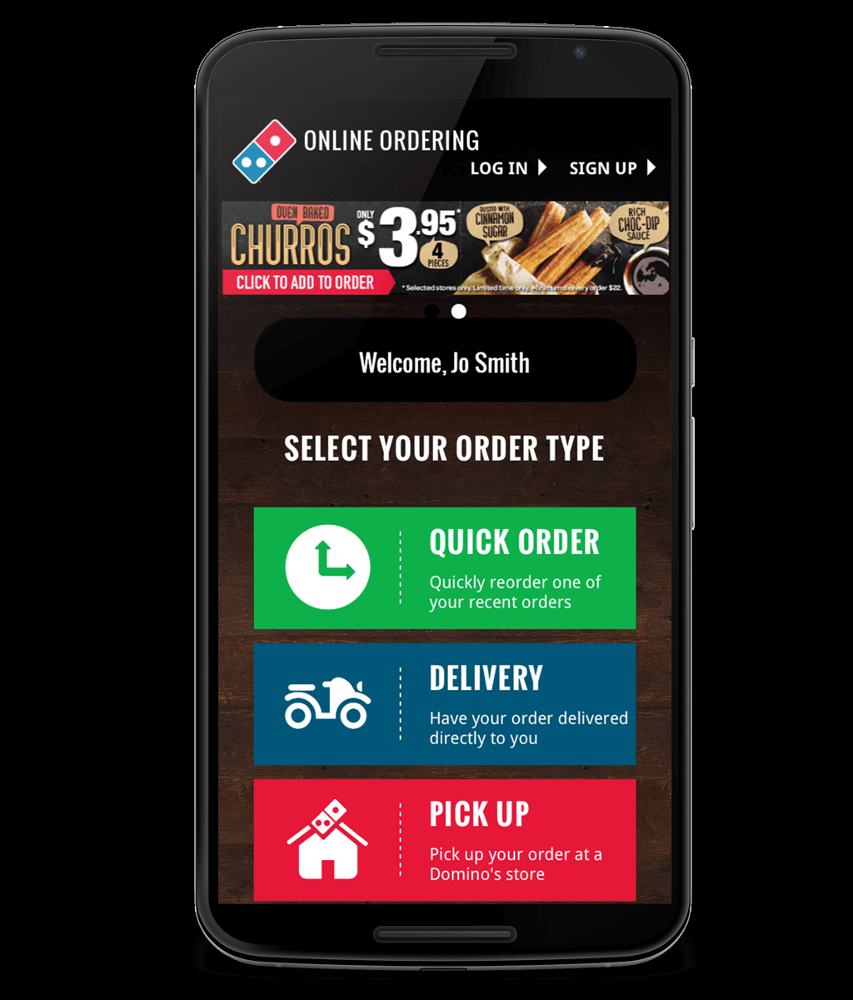 ONLINE ORDERING
LOG IN SIGN UP
OVEN BAKED
CHURROS
ONLY
$3.95*
4
PIECES
DUSTED WITH
CINNAMON
SUGAR
RICH
CHOC-DIP
SAUCE
CLICK TO ADD TO ORDER
* Selected stores only. Limited time only. Minimum delivery order $22.
Welcome, Jo Smith
SELECT YOUR ORDER TYPE
QUICK ORDER
Quickly reorder one of
your recent orders
DELIVERY
Have your order delivered
directly to you
PICK UP
Pick up your order at a
Domino's store